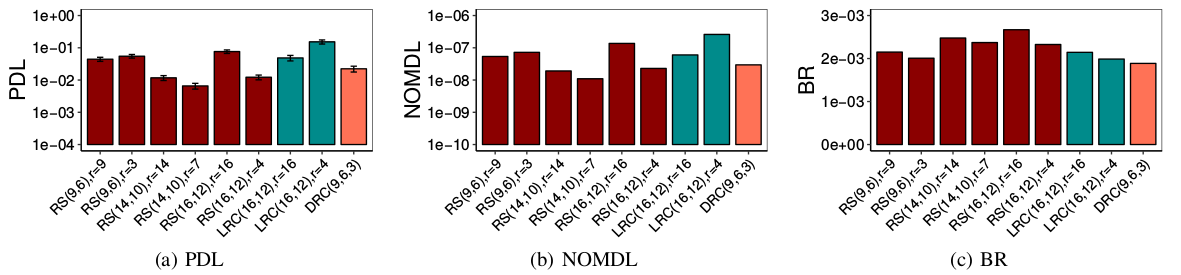 PDL
1e+00
1e-01
1e-02
1e-03
1e-04
RS(9,6),r=9
RS(9,6),r=3
RS(14,10),r=14
RS(14,10),r=7
RS(16,12),r=16
RS(16,12),r=4
LRC(16,12),r=16
LRC(16,12),r=4
DRC(9,6,3)
(a) PDL
NOMDL
1e-06
1e-07
1e-08
1e-09
1e-10
RS(9,6),r=9
RS(9,6),r=3
RS(14,10),r=14
RS(14,10),r=7
RS(16,12),r=16
RS(16,12),r=4
LRC(16,12),r=16
LRC(16,12),r=4
DRC(9,6,3)
(b) NOMDL
BR
3e-03
2e-03
1e-03
0e+00
RS(9,6),r=9
RS(9,6),r=3
RS(14,10),r=14
RS(14,10),r=7
RS(16,12),r=16
RS(16,12),r=4
LRC(16,12),r=16
LRC(16,12),r=4
DRC(9,6,3)
(c) BR